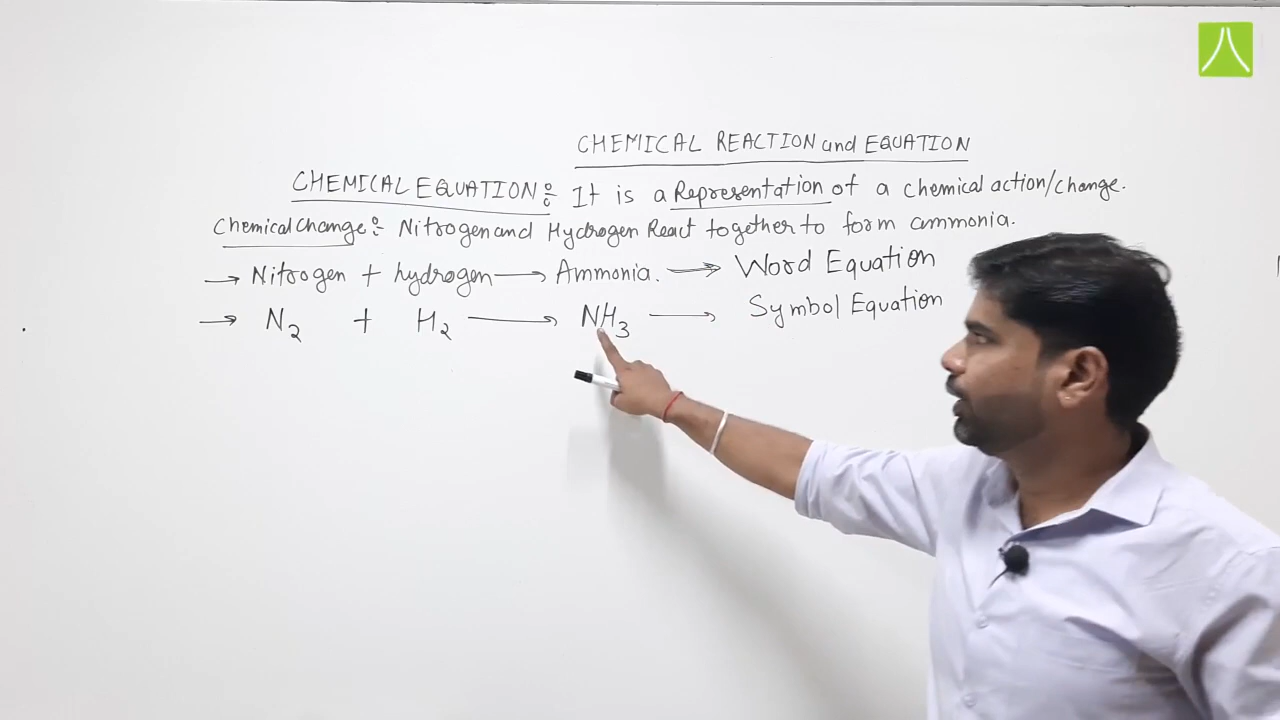 CHEMICAL REACTION and EQUATION
CHEMICAL EQUATION :- It is a Representation of a chemical action/change.
Chemical Change :- Nitrogen and Hydrogen React together to form ammonia.
→ Nitrogen + hydrogen → Ammonia. → Word Equation
→ N₂ + H₂ → NH₃ → Symbol Equation